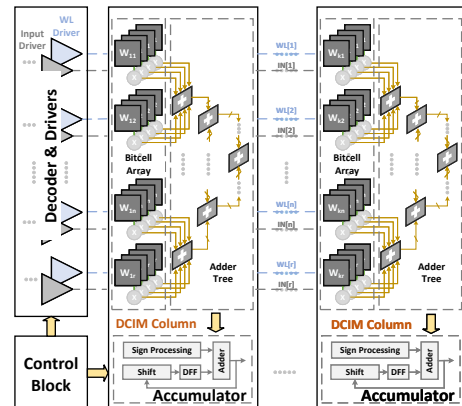 Input
Driver
WL
Driver
Decoder & Drivers
Control
Block
W11
W12
W1n
W1r
Bitcell
Array
Adder
Tree
DCIM Column
Sign Processing
Shift
DFF
Adder
Accumulator
WL[1]
IN[1]
WL[2]
IN[2]
WL[n]
IN[n]
WL[r]
IN[r]
Wk1
Wk2
Wkn
Wkr
Bitcell
Array
Adder
Tree
DCIM Column
Sign Processing
Shift
DFF
Adder
Accumulator